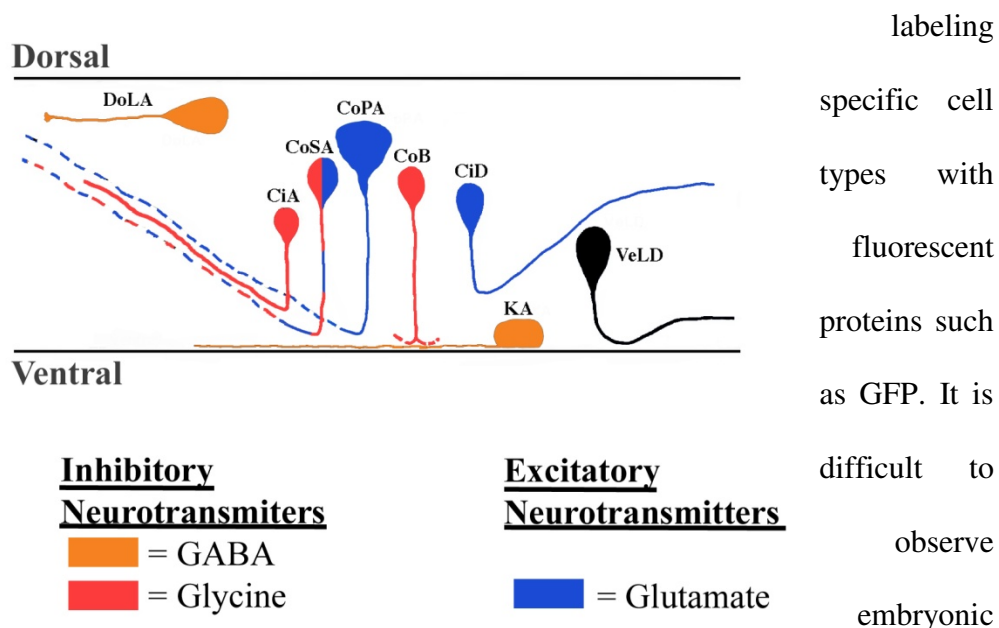 Dorsal
DoLA
CoPA
CoSA
CoB
CiA
CiD
VeLD
KA
Ventral
Inhibitory
Neurotransmiters
= GABA
= Glycine
Excitatory
Neurotransmitters
= Glutamate
labeling
specific cell
types with
fluorescent
proteins such
as GFP. It is
difficult to
observe
embryonic